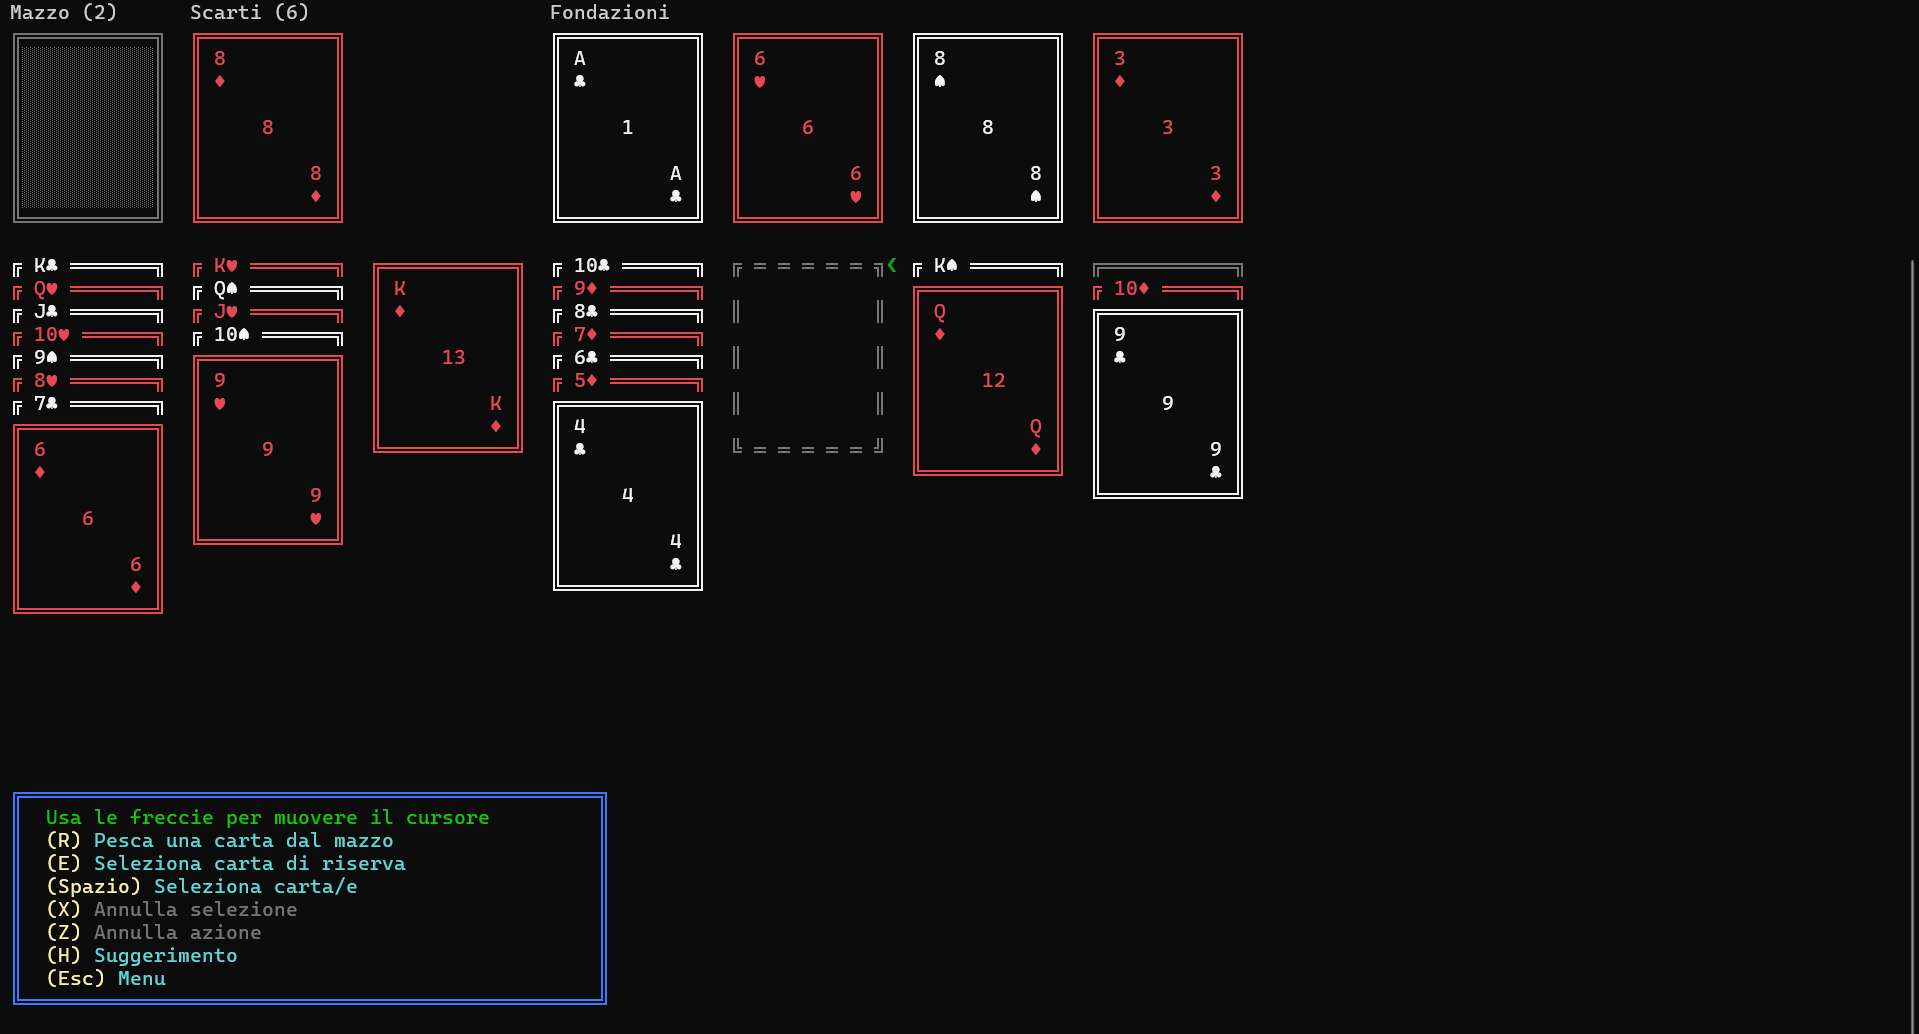 Mazzo (2) Scarti (6) Fondazioni
8 A 6 8 3
♦ ♣ ♥ ♠ ♦
8 1 6 8 3
8 A 6 8 3
♦ ♣ ♥ ♠ ♦
K♣ K♥ 10♣ < K♠
Q♥ Q♠ K 9♦ 10♦
J♣ J♥ ♦ 8♣ Q
10♥ 10♠ 7♦ ♦ 9
9♠ 13 6♣ ♣
8♥ 9 5♦ 12
7♣ ♥ K 9
♦ 4 Q
6 9 ♣ ♦ 9
♦ ♣
9 4
6 ♥
4
6 ♣
♦
Usa le freccie per muovere il cursore
(R) Pesca una carta dal mazzo
(E) Seleziona carta di riserva
(Spazio) Seleziona carta/e
(X) Annulla selezione
(Z) Annulla azione
(H) Suggerimento
(Esc) Menu